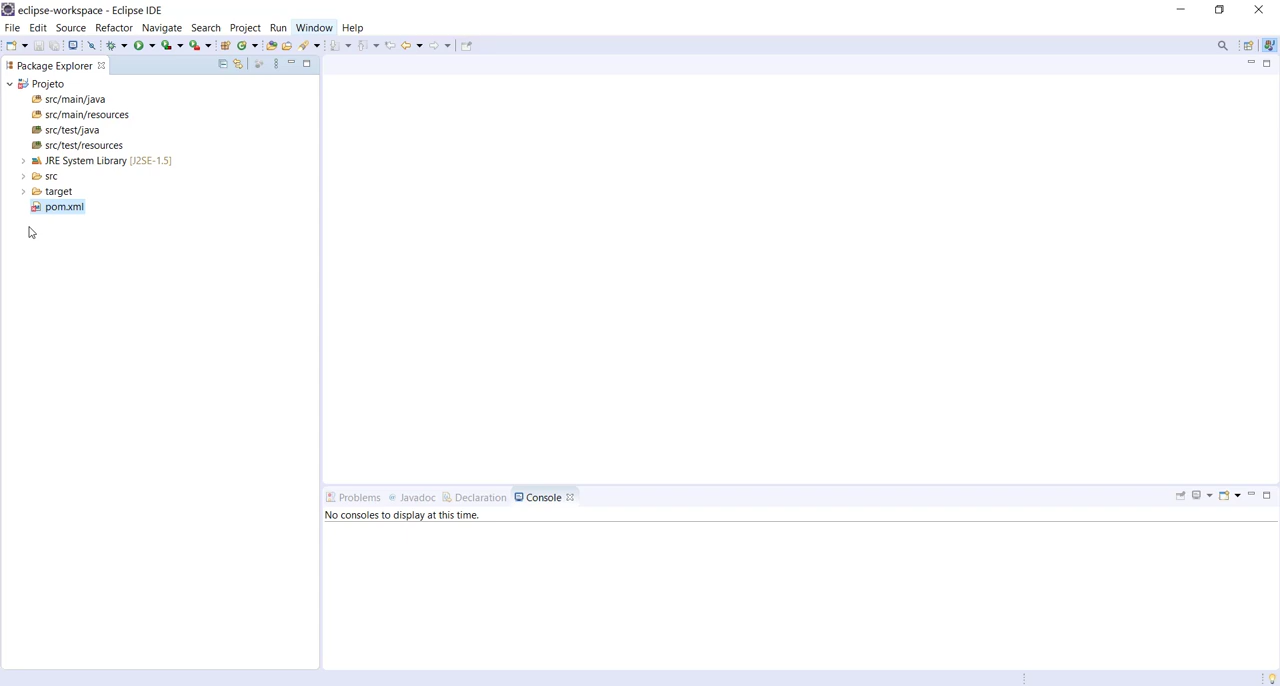 eclipse-workspace - Eclipse IDE
File Edit Source Refactor Navigate Search Project Run Window Help
Package Explorer
Projeto
src/main/java
src/main/resources
src/test/java
src/test/resources
JRE System Library [J2SE-1.5]
src
target
pom.xml
Problems Javadoc Declaration Console
No consoles to display at this time.